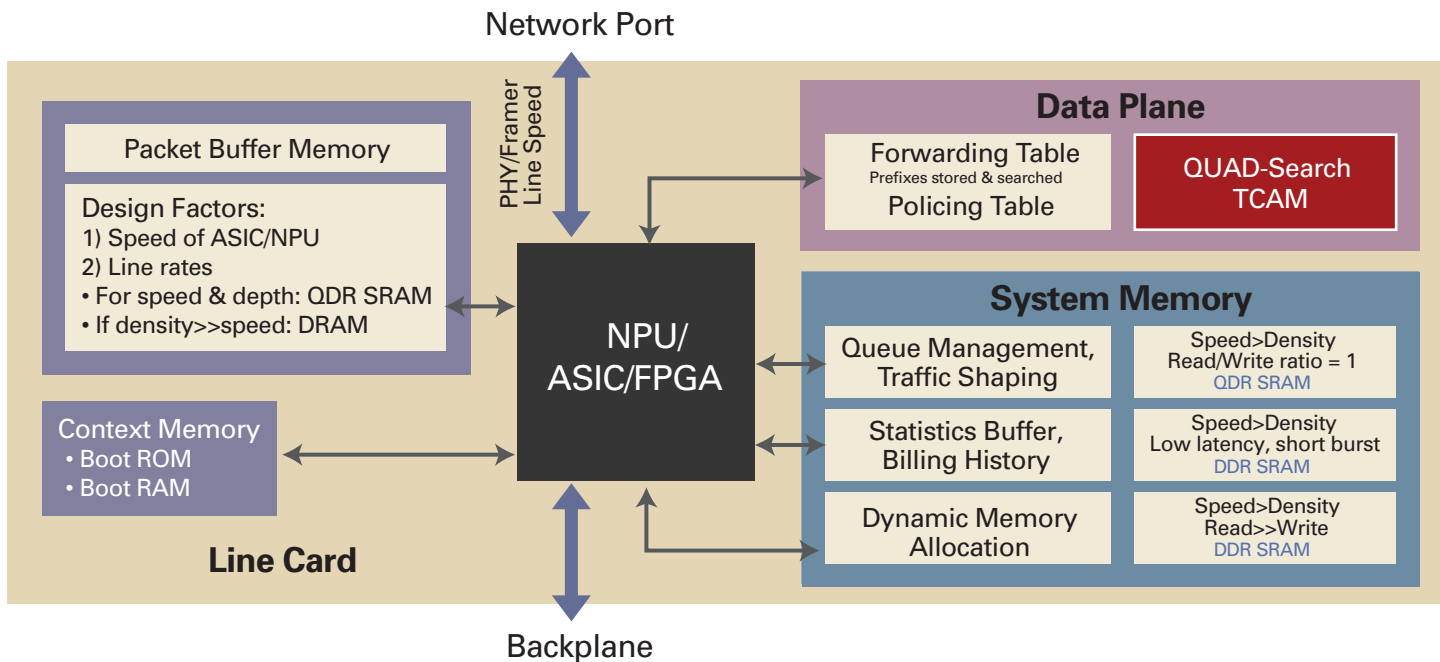 Network Port
PHY/Framer
Line Speed
Packet Buffer Memory
Design Factors:
1) Speed of ASIC/NPU
2) Line rates
• For speed & depth: QDR SRAM
• If density>>speed: DRAM
Context Memory
• Boot ROM
• Boot RAM
Line Card
NPU/
ASIC/FPGA
Data Plane
Forwarding Table
Prefixes stored & searched
Policing Table
QUAD-Search
TCAM
System Memory
Queue Management,
Traffic Shaping
Speed>Density
Read/Write ratio = 1
QDR SRAM
Statistics Buffer,
Billing History
Speed>Density
Low latency, short burst
DDR SRAM
Dynamic Memory
Allocation
Speed>Density
Read>>Write
DDR SRAM
Backplane